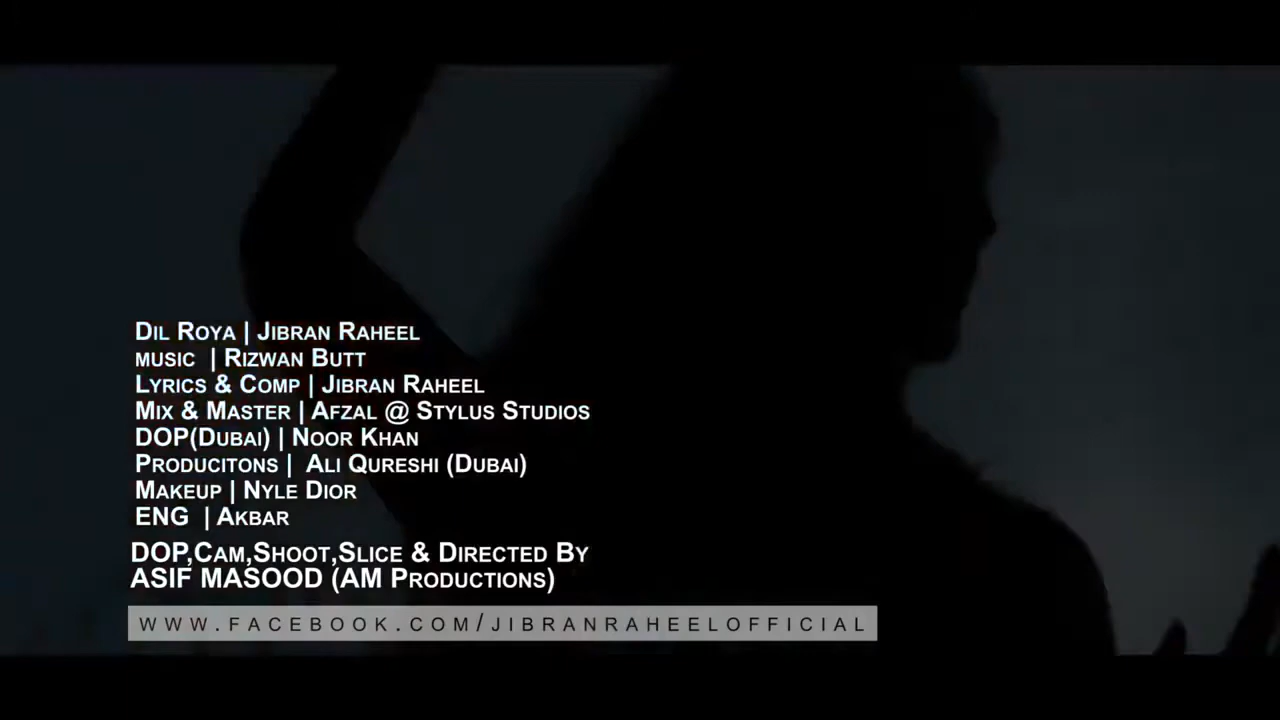 Dil Roya | Jibran Raheel
music | Rizwan Butt
Lyrics & Comp | Jibran Raheel
Mix & Master | Afzal @ Stylus Studios
DOP(Dubai) | Noor Khan
Producitons | Ali Qureshi (Dubai)
Makeup | Nyle Dior
ENG | Akbar
DOP,Cam,Shoot,Slice & Directed By
ASIF MASOOD (AM Productions)
WWW.FACEBOOK.COM/JIBRANRAHEELOFFICIAL